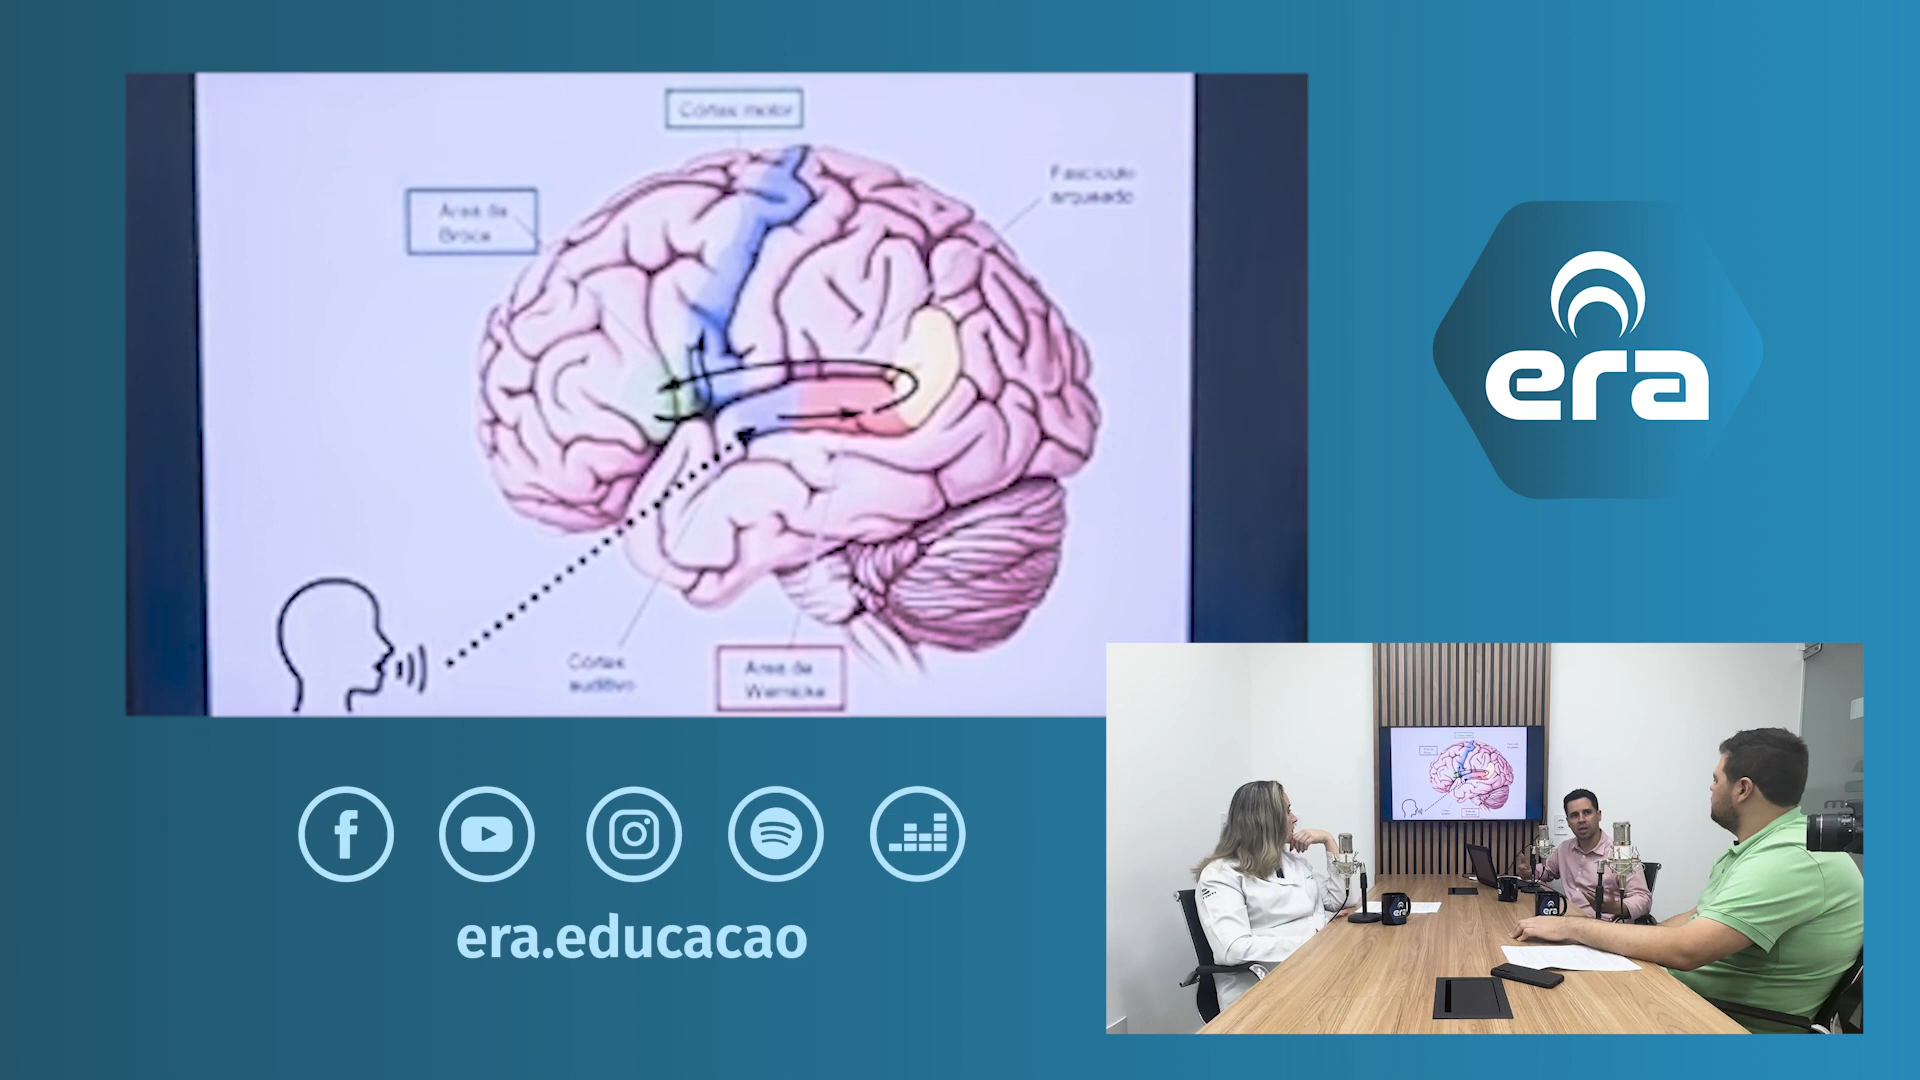 Córtex motor
Fascículo
arqueado
Área de
Broca
era
Córtex
auditivo
Área de
Wernicke
era.educacao